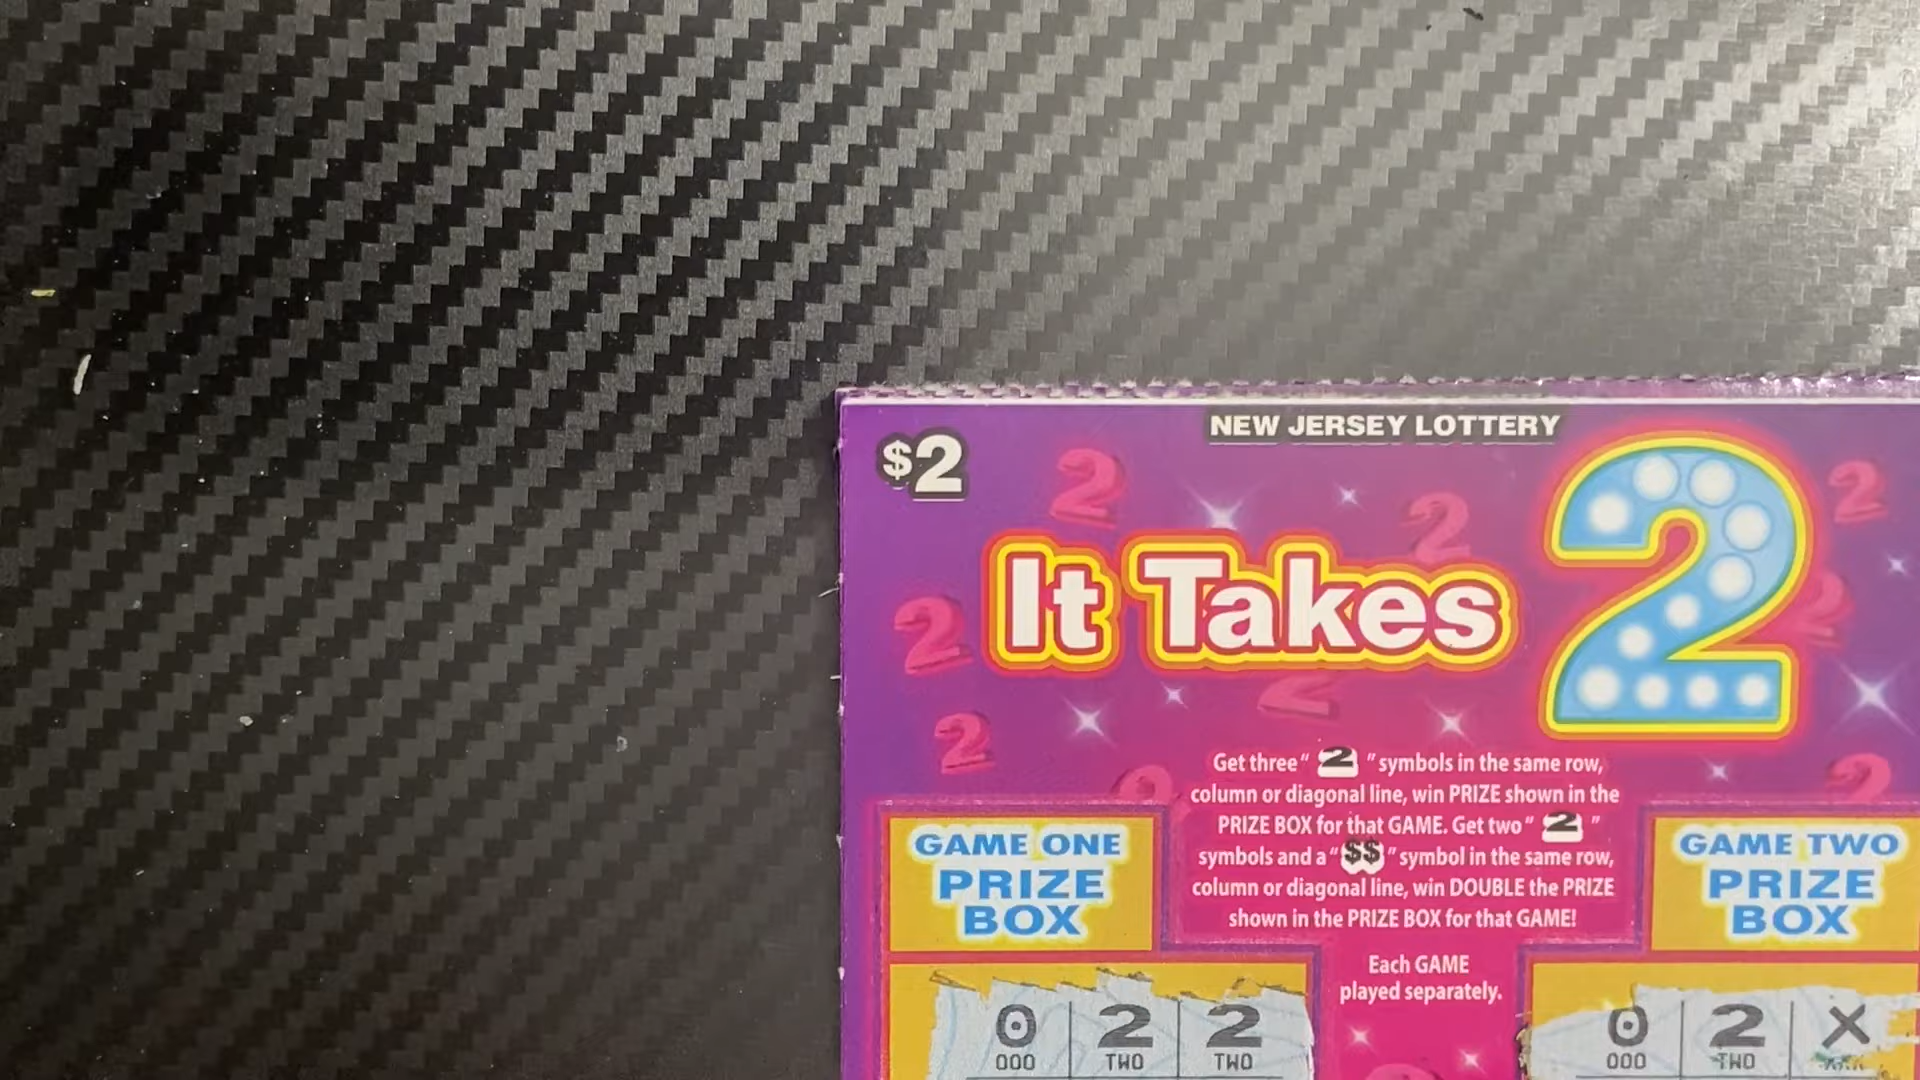 NEW JERSEY LOTTERY
$2
It Takes 2
Get three “ 2 ” symbols in the same row,
column or diagonal line, win PRIZE shown in the
PRIZE BOX for that GAME. Get two “ 2 ”
symbols and a “ $$ ” symbol in the same row,
column or diagonal line, win DOUBLE the PRIZE
shown in the PRIZE BOX for that GAME!
GAME ONE
PRIZE
BOX
GAME TWO
PRIZE
BOX
Each GAME
played separately.
0 2 2
000 TWO TWO
0 2 X
000 TWO